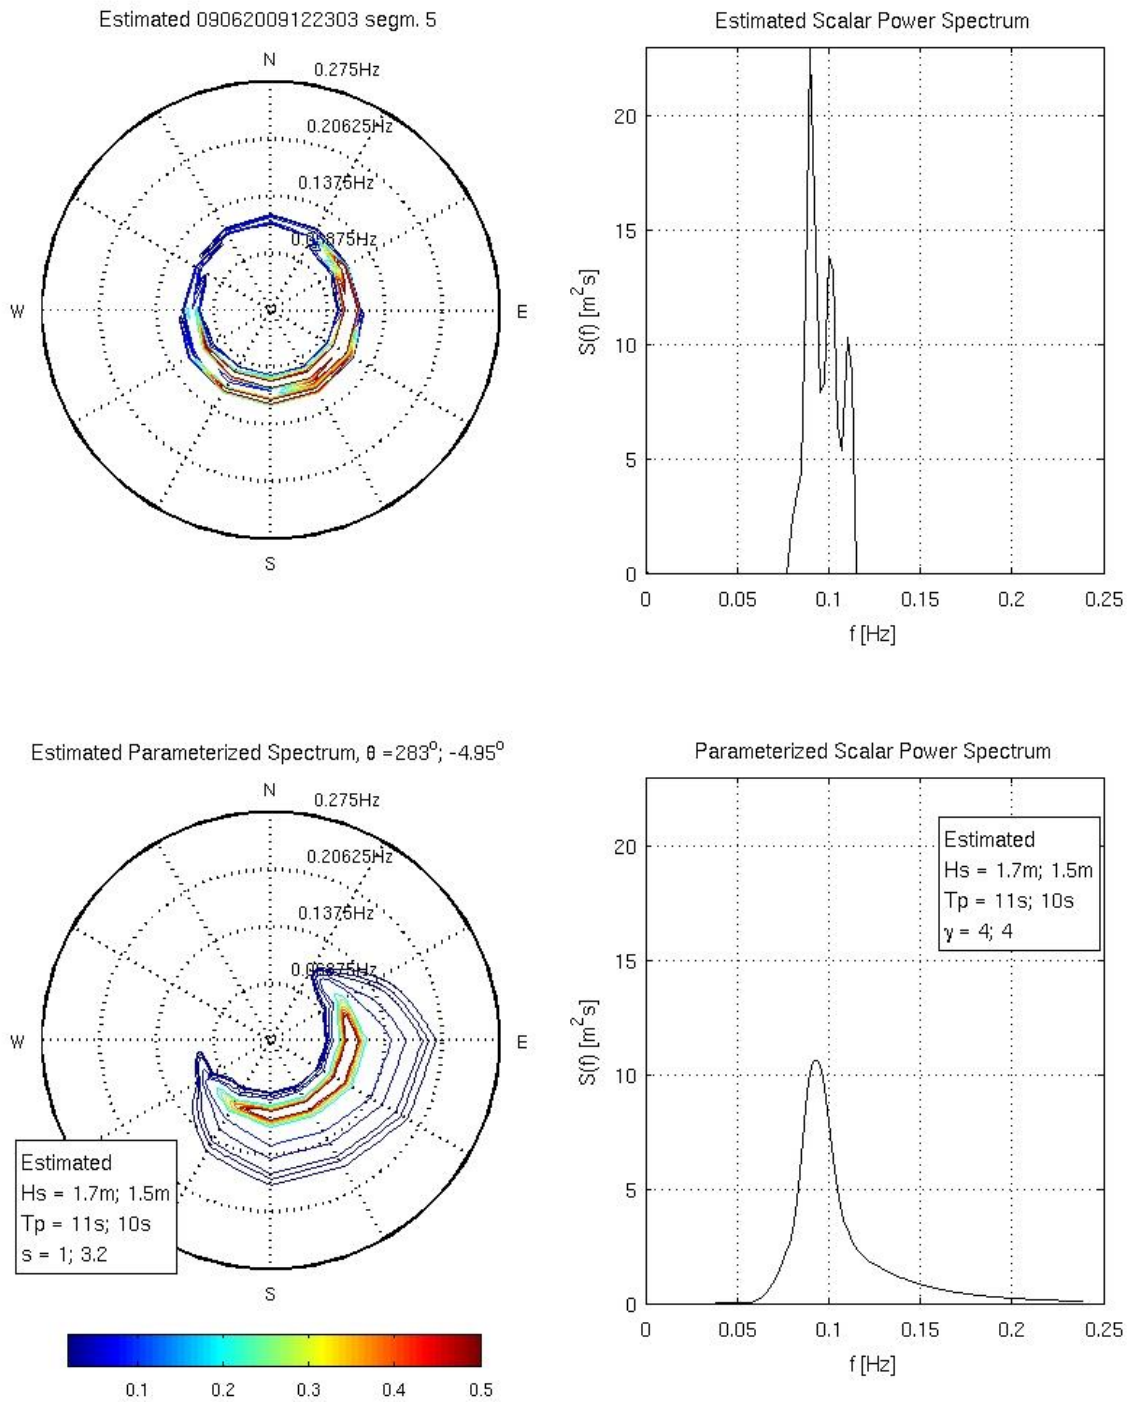 Estimated 09062009122303 segm. 5
N
0.275Hz
0.20625Hz
0.1375Hz
W
E
S
Estimated Scalar Power Spectrum
20
15
10
5
0
S(f) [m²s]
0 0.05 0.1 0.15 0.2 0.25
f [Hz]
Estimated Parameterized Spectrum, θ =283°; -4.95°
N
0.275Hz
0.20625Hz
0.1375Hz
0.06875Hz
W
E
S
Estimated
Hs = 1.7m; 1.5m
Tp = 11s; 10s
s = 1; 3.2
0.1 0.2 0.3 0.4 0.5
Parameterized Scalar Power Spectrum
Estimated
Hs = 1.7m; 1.5m
Tp = 11s; 10s
γ = 4; 4
20
15
10
5
0
S(f) [m²s]
0 0.05 0.1 0.15 0.2 0.25
f [Hz]